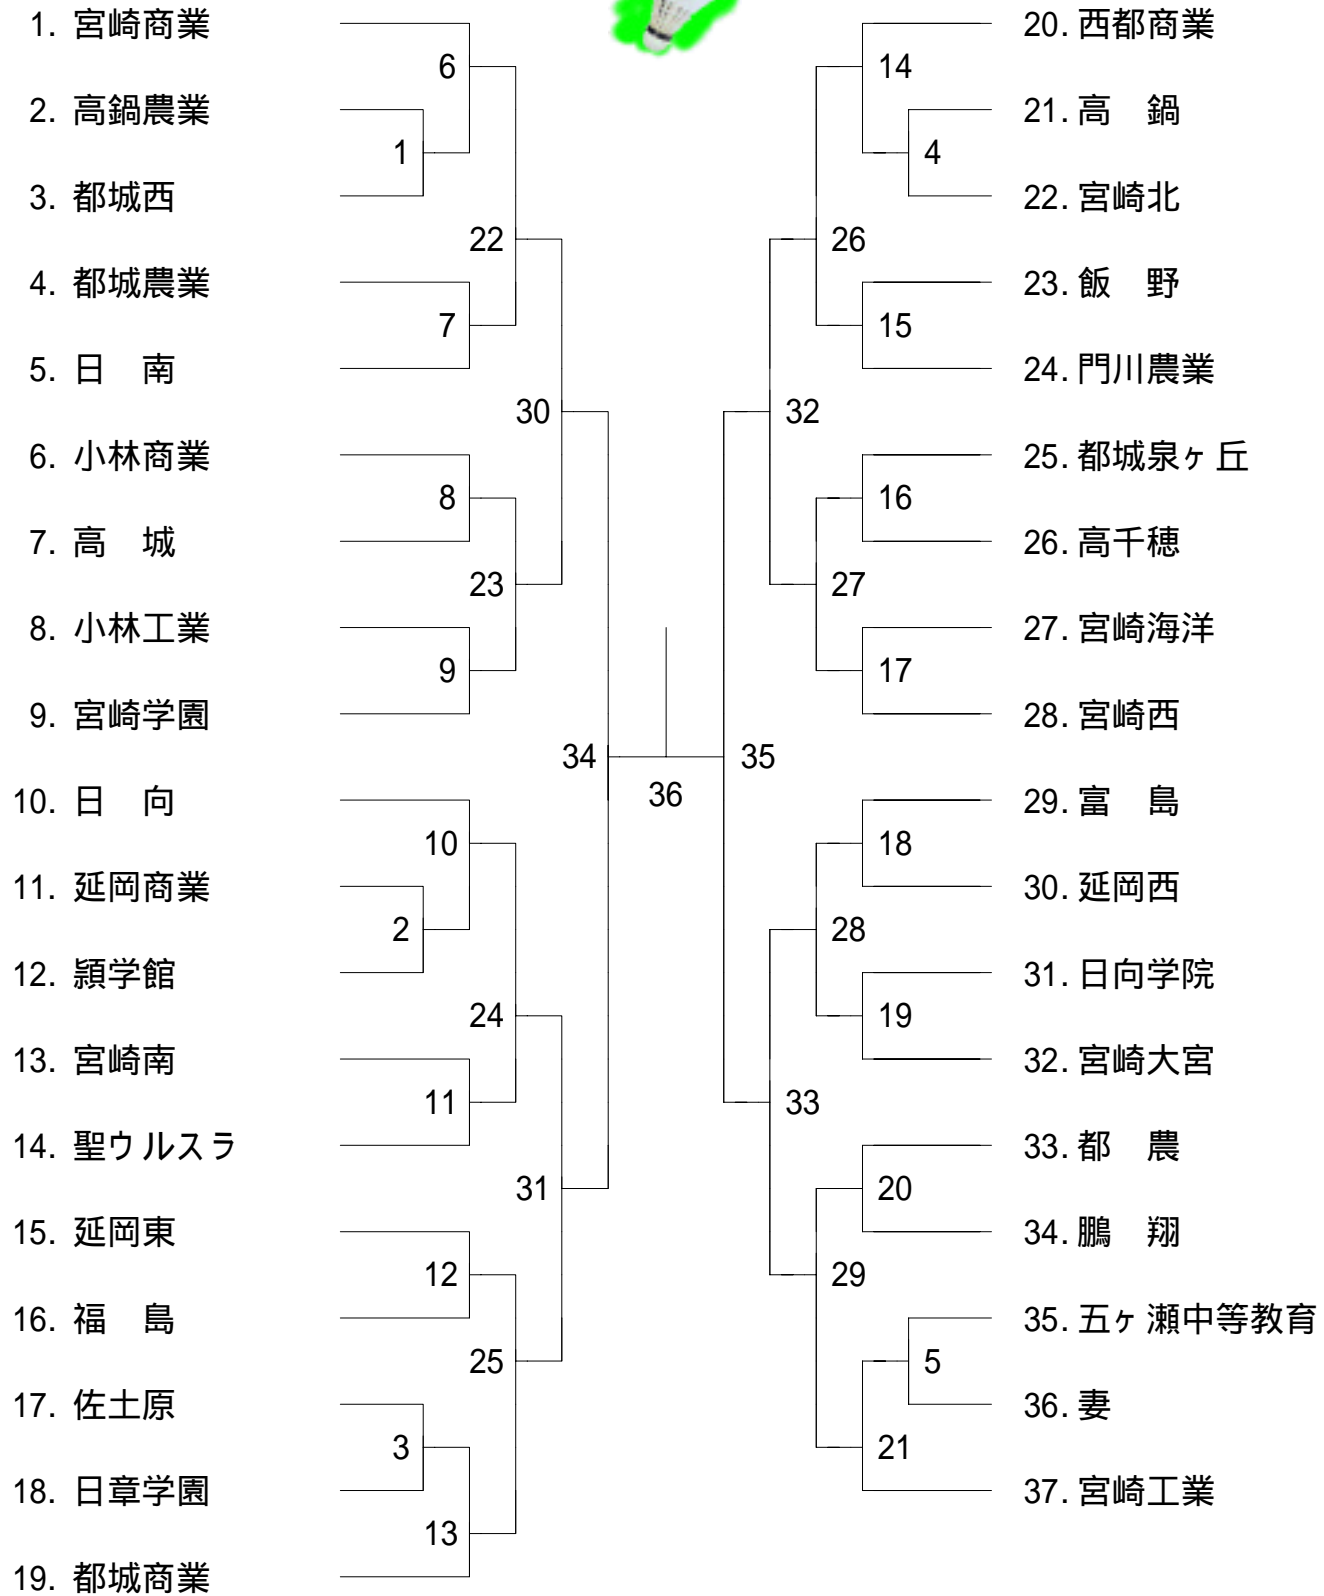 1. 宮崎商業
2. 高鍋農業
3. 都城西
4. 都城農業
5. 日　南
6. 小林商業
7. 高　城
8. 小林工業
9. 宮崎学園
10. 日　向
11. 延岡商業
12. 頴学館
13. 宮崎南
14. 聖ウルスラ
15. 延岡東
16. 福　島
17. 佐土原
18. 日章学園
19. 都城商業
6
1
22
7
30
8
23
9
34
10
2
24
11
31
12
25
3
13
36
14
4
26
15
32
16
27
17
35
18
28
19
33
20
29
5
21
20. 西都商業
21. 高　鍋
22. 宮崎北
23. 飯　野
24. 門川農業
25. 都城泉ヶ丘
26. 高千穂
27. 宮崎海洋
28. 宮崎西
29. 富　島
30. 延岡西
31. 日向学院
32. 宮崎大宮
33. 都　農
34. 鵬　翔
35. 五ヶ瀬中等教育
36. 妻
37. 宮崎工業